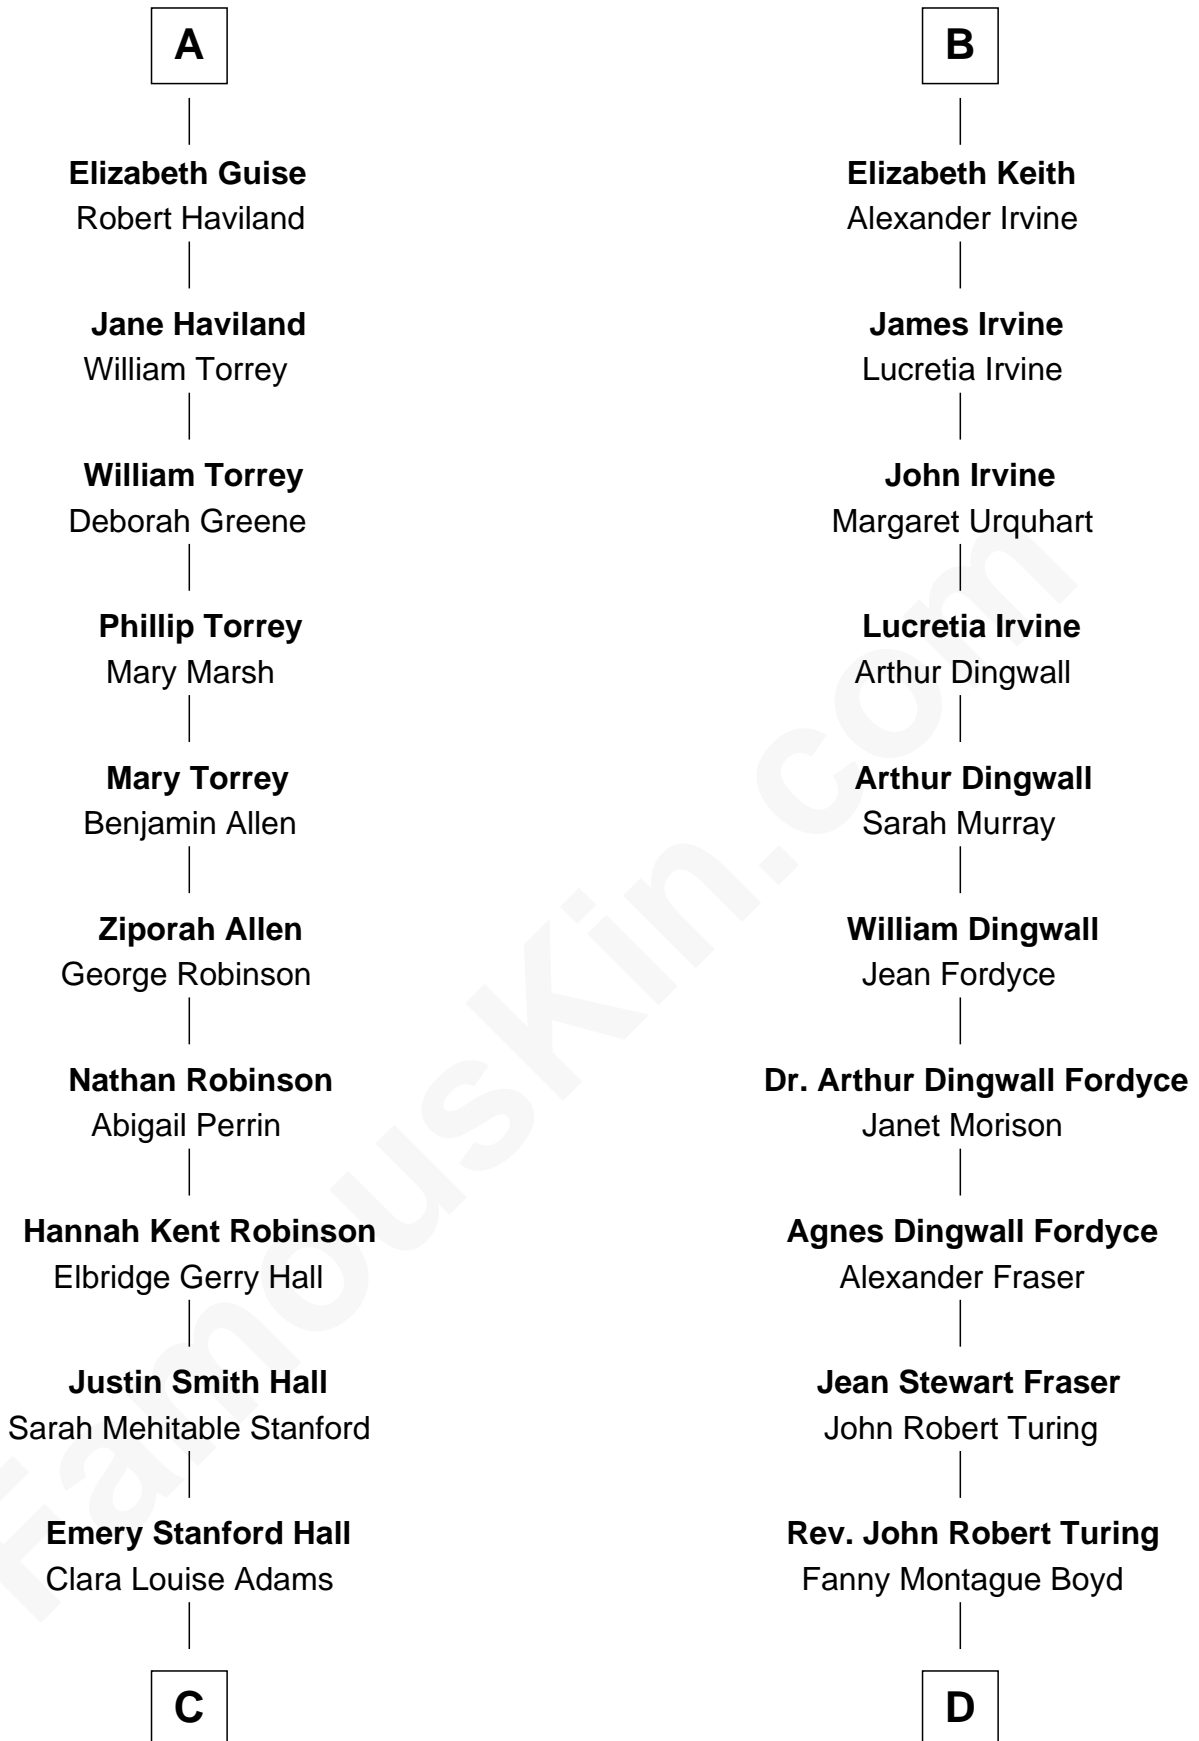 A
Elizabeth Guise
Robert Haviland
Jane Haviland
William Torrey
William Torrey
Deborah Greene
Phillip Torrey
Mary Marsh
Mary Torrey
Benjamin Allen
Ziporah Allen
George Robinson
Nathan Robinson
Abigail Perrin
Hannah Kent Robinson
Elbridge Gerry Hall
Justin Smith Hall
Sarah Mehitable Stanford
Emery Stanford Hall
Clara Louise Adams
C
B
Elizabeth Keith
Alexander Irvine
James Irvine
Lucretia Irvine
John Irvine
Margaret Urquhart
Lucretia Irvine
Arthur Dingwall
Arthur Dingwall
Sarah Murray
William Dingwall
Jean Fordyce
Dr. Arthur Dingwall Fordyce
Janet Morison
Agnes Dingwall Fordyce
Alexander Fraser
Jean Stewart Fraser
John Robert Turing
Rev. John Robert Turing
Fanny Montague Boyd
D
FamousKin.com